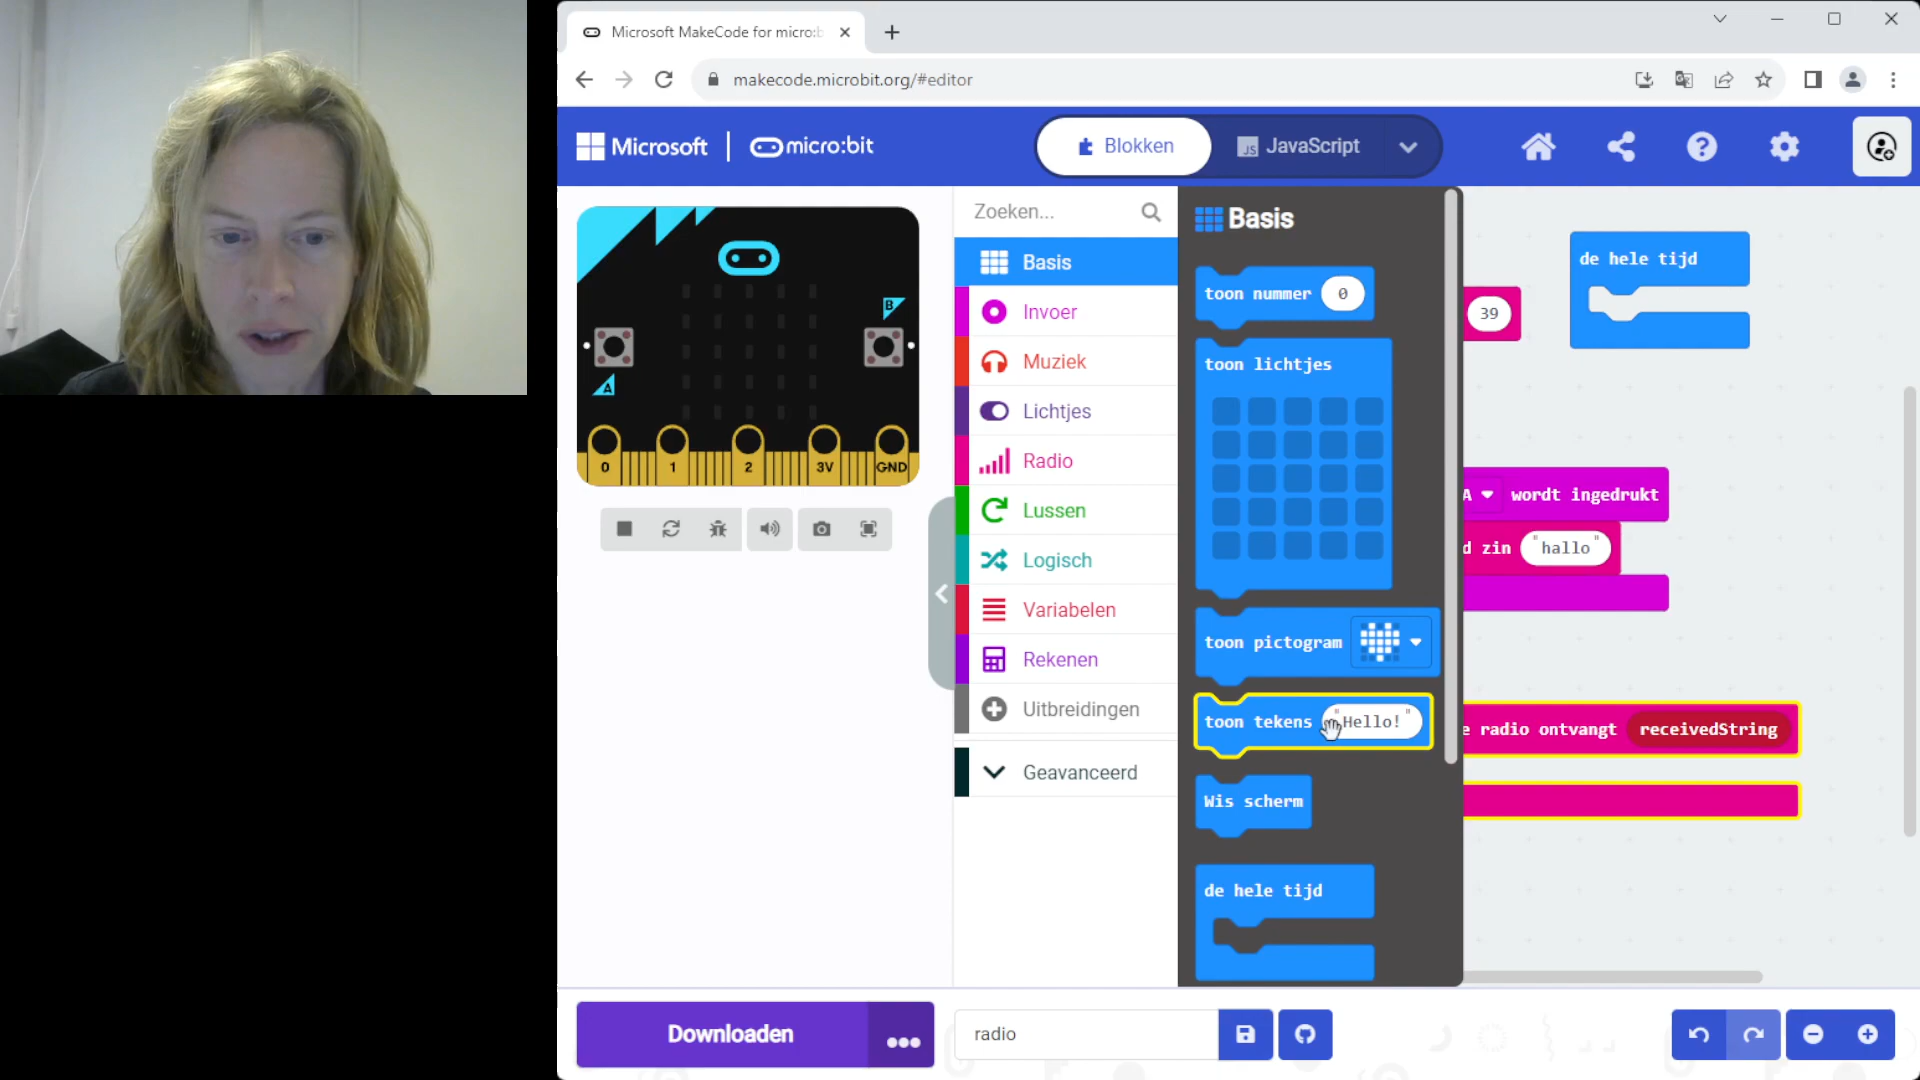 Microsoft MakeCode for micro:b
makecode.microbit.org/#editor
Microsoft
micro:bit
Blokken
JS JavaScript
B
A
0 1 2 3V GND
Zoeken...
Basis
Invoer
Muziek
Lichtjes
Radio
Lussen
Logisch
Variabelen
Rekenen
Uitbreidingen
Geavanceerd
Basis
toon nummer 0
toon lichtjes
toon pictogram
toon tekens "Hello!"
Wis scherm
de hele tijd
39
de hele tijd
A wordt ingedrukt
d zin "hallo"
e radio ontvangt receivedString
Downloaden
radio